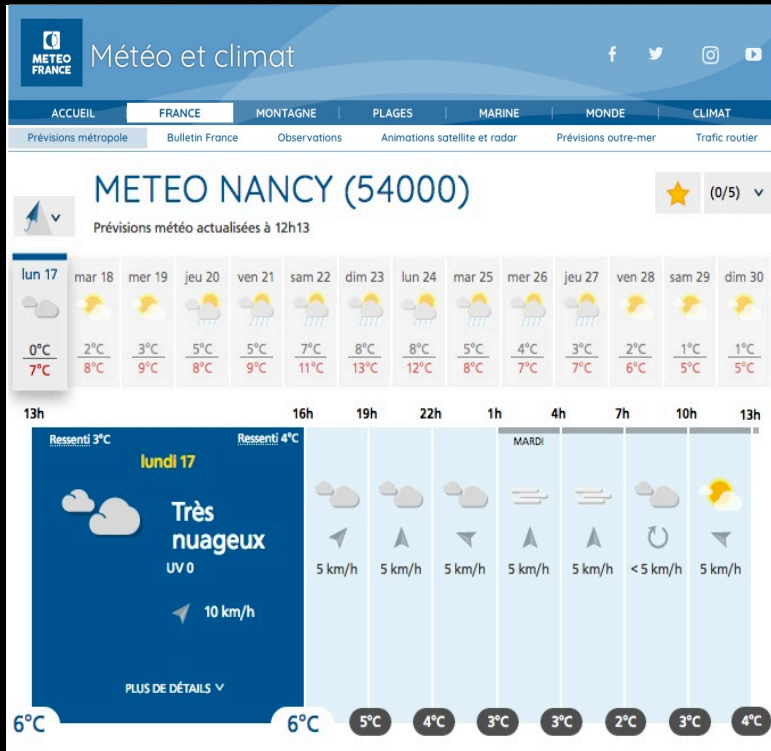 METEO
FRANCE
Météo et climat
ACCUEIL FRANCE MONTAGNE PLAGES MARINE MONDE CLIMAT
Prévisions métropole Bulletin France Observations Animations satellite et radar Prévisions outre-mer Trafic routier
METEO NANCY (54000)
(0/5)
Prévisions météo actualisées à 12h13
lun 17 mar 18 mer 19 jeu 20 ven 21 sam 22 dim 23 lun 24 mar 25 mer 26 jeu 27 ven 28 sam 29 dim 30
0°C 2°C 3°C 5°C 5°C 7°C 8°C 8°C 5°C 4°C 3°C 2°C 1°C 1°C
7°C 8°C 9°C 8°C 9°C 11°C 13°C 12°C 8°C 7°C 7°C 6°C 5°C 5°C
13h 16h 19h 22h 1h 4h 7h 10h 13h
Ressenti 3°C Ressenti 4°C MARDI
lundi 17
Très
nuageux
UV 0
5 km/h 5 km/h 5 km/h 5 km/h 5 km/h < 5 km/h 5 km/h
10 km/h
PLUS DE DÉTAILS
6°C 6°C 5°C 4°C 3°C 3°C 2°C 3°C 4°C